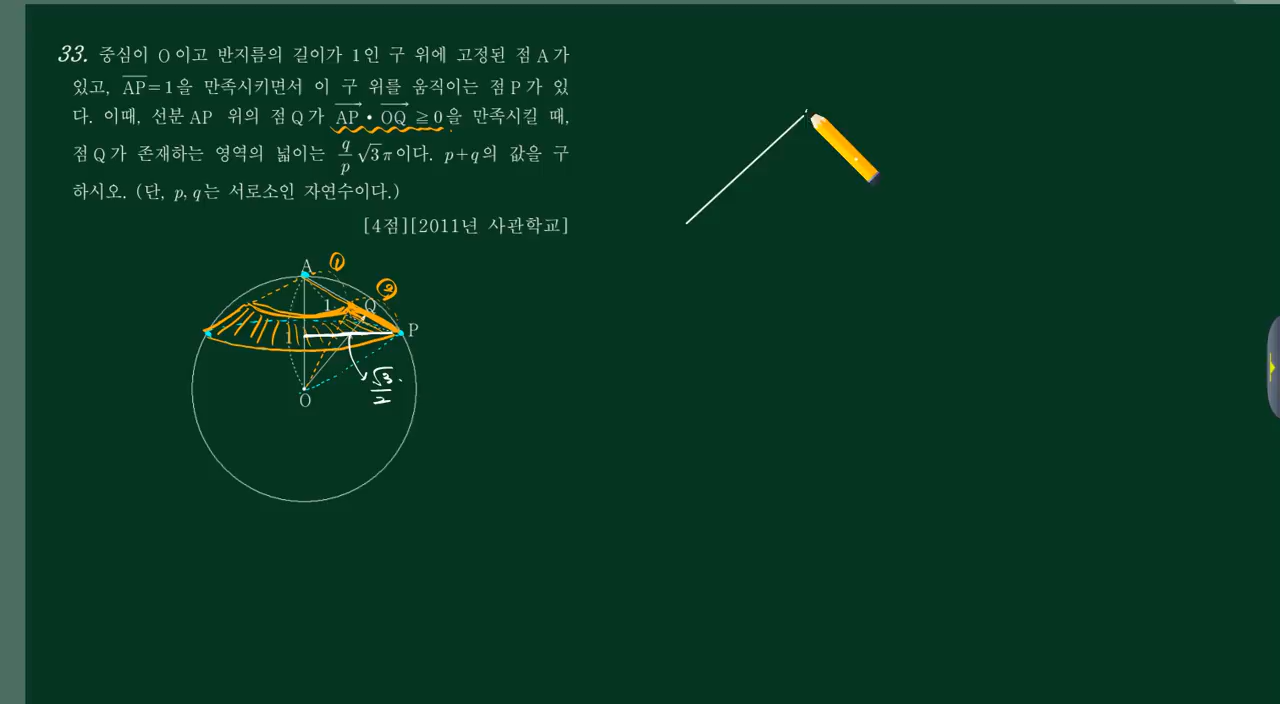 33. 중심이 O이고 반지름의 길이가 1인 구 위에 고정된 점 A가
있고, \overline{AP}=1을 만족시키면서 이 구 위를 움직이는 점 P가 있
다. 이때, 선분 AP 위의 점 Q가 \overrightarrow{AP}•\overrightarrow{OQ}≧0을 만족시킬 때,
점 Q가 존재하는 영역의 넓이는 \frac{q}{p}√3π이다. p+q의 값을 구
하시오. (단, p, q는 서로소인 자연수이다.)
[4점][2011년 사관학교]
A ①
②
1 Q
1 P
\frac{√3}{2}
O